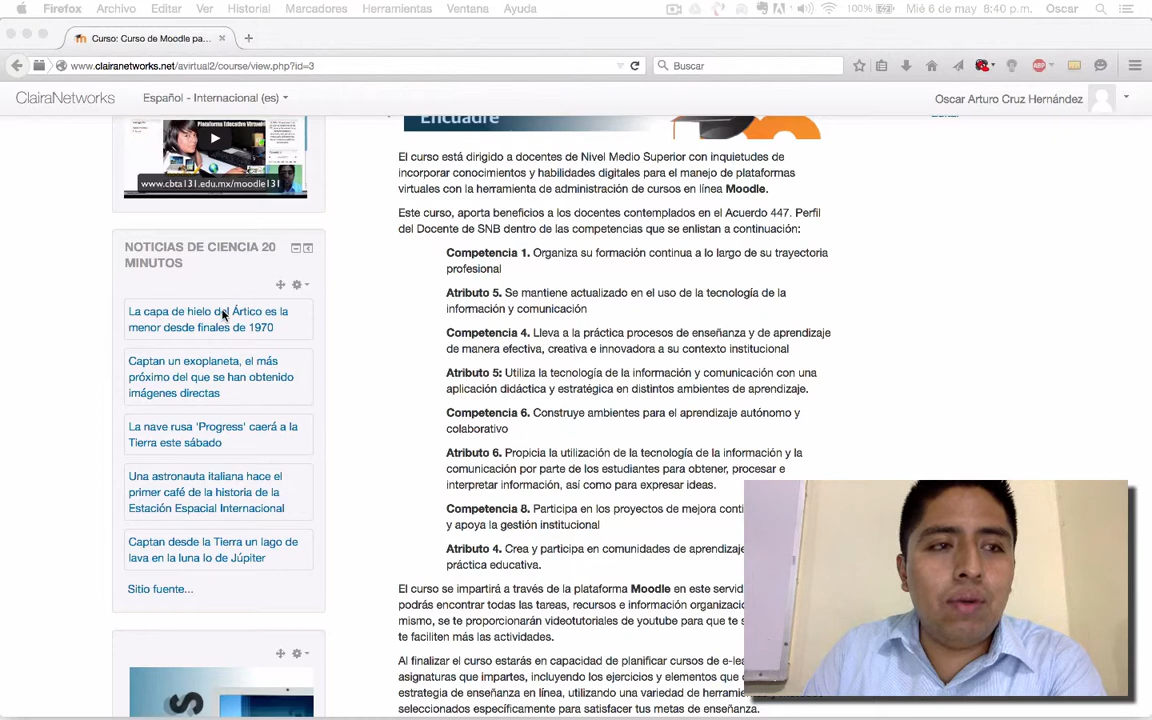 Firefox Archivo Editar Ver Historial Marcadores Herramientas Ventana Ayuda 100% Mié 6 de may 8:40 p.m. Oscar
Curso: Curso de Moodle pa...
www.clairanetworks.net/avirtual2/course/view.php?id=3 Buscar
ClairaNetworks Español - Internacional (es) Oscar Arturo Cruz Hernández
Encuadre
www.cbta131.edu.mx/moodle131
NOTICIAS DE CIENCIA 20
MINUTOS
La capa de hielo del Ártico es la
menor desde finales de 1970
Captan un exoplaneta, el más
próximo del que se han obtenido
imágenes directas
La nave rusa 'Progress' caerá a la
Tierra este sábado
Una astronauta italiana hace el
primer café de la historia de la
Estación Espacial Internacional
Captan desde la Tierra un lago de
lava en la luna Io de Júpiter
Sitio fuente...
El curso está dirigido a docentes de Nivel Medio Superior con inquietudes de
incorporar conocimientos y habilidades digitales para el manejo de plataformas
virtuales con la herramienta de administración de cursos en línea Moodle.
Este curso, aporta beneficios a los docentes contemplados en el Acuerdo 447. Perfil
del Docente de SNB dentro de las competencias que se enlistan a continuación:
Competencia 1. Organiza su formación continua a lo largo de su trayectoria
profesional
Atributo 5. Se mantiene actualizado en el uso de la tecnología de la
información y comunicación
Competencia 4. Lleva a la práctica procesos de enseñanza y de aprendizaje
de manera efectiva, creativa e innovadora a su contexto institucional
Atributo 5: Utiliza la tecnología de la información y comunicación con una
aplicación didáctica y estratégica en distintos ambientes de aprendizaje.
Competencia 6. Construye ambientes para el aprendizaje autónomo y
colaborativo
Atributo 6. Propicia la utilización de la tecnología de la información y la
comunicación por parte de los estudiantes para obtener, procesar e
interpretar información, así como para expresar ideas.
Competencia 8. Participa en los proyectos de mejora conti
y apoya la gestión institucional
Atributo 4. Crea y participa en comunidades de aprendizaje
práctica educativa.
El curso se impartirá a través de la plataforma Moodle en este servid
podrás encontrar todas las tareas, recursos e información organizac
mismo, se te proporcionarán videotutoriales de youtube para que te s
te faciliten más las actividades.
Al finalizar el curso estarás en capacidad de planificar cursos de e-lea
asignaturas que impartes, incluyendo los ejercicios y elementos que c
estrategia de enseñanza en línea, utilizando una variedad de herramie
seleccionados específicamente para satisfacer tus metas de enseñanza.